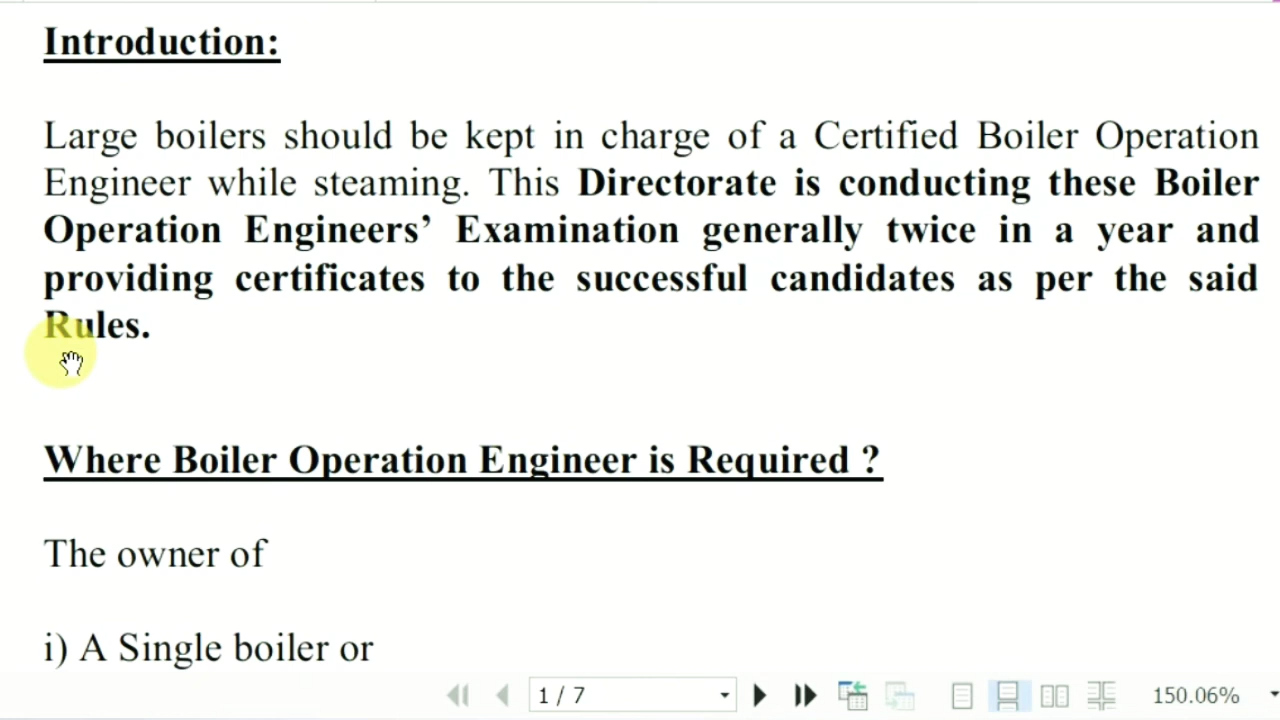 Introduction:
Large boilers should be kept in charge of a Certified Boiler Operation
Engineer while steaming. This Directorate is conducting these Boiler
Operation Engineers’ Examination generally twice in a year and
providing certificates to the successful candidates as per the said
Rules.
Where Boiler Operation Engineer is Required ?
The owner of
i) A Single boiler or
1 / 7
150.06%